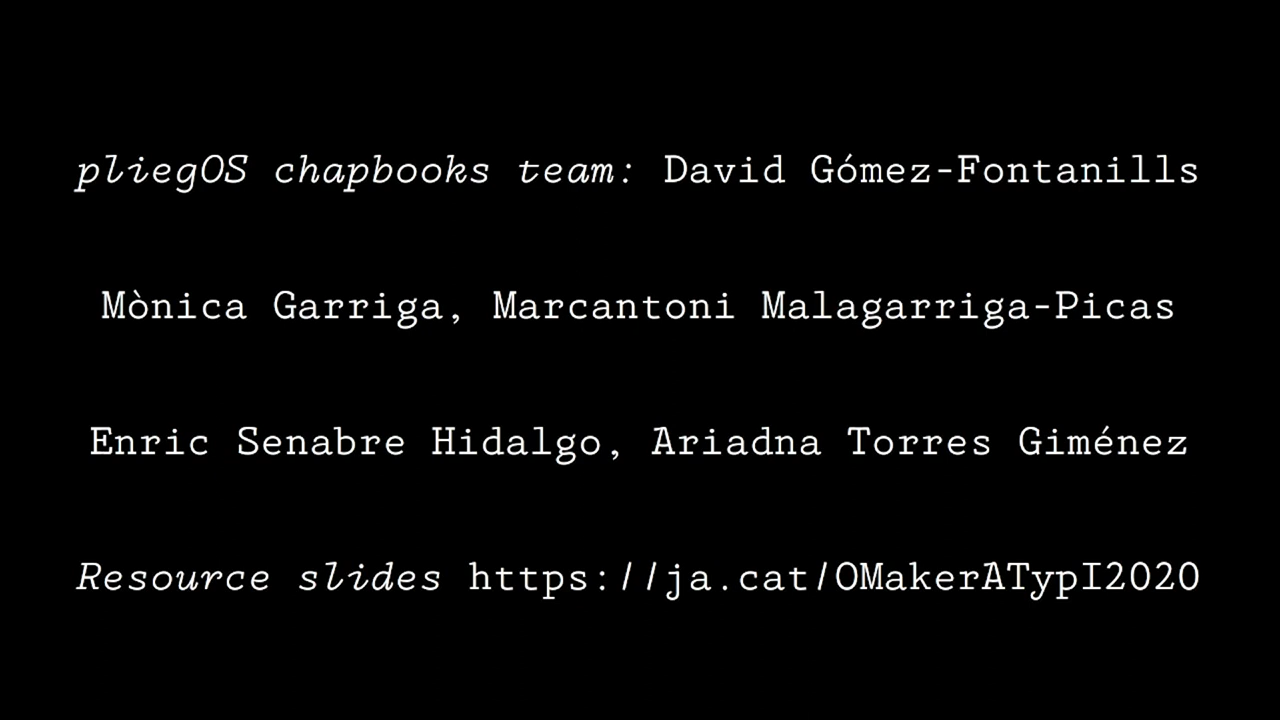 pliegOS chapbooks team: David Gómez-Fontanills
Mònica Garriga, Marcantoni Malagarriga-Picas
Enric Senabre Hidalgo, Ariadna Torres Giménez
Resource slides https://ja.cat/OMakerATypI2020